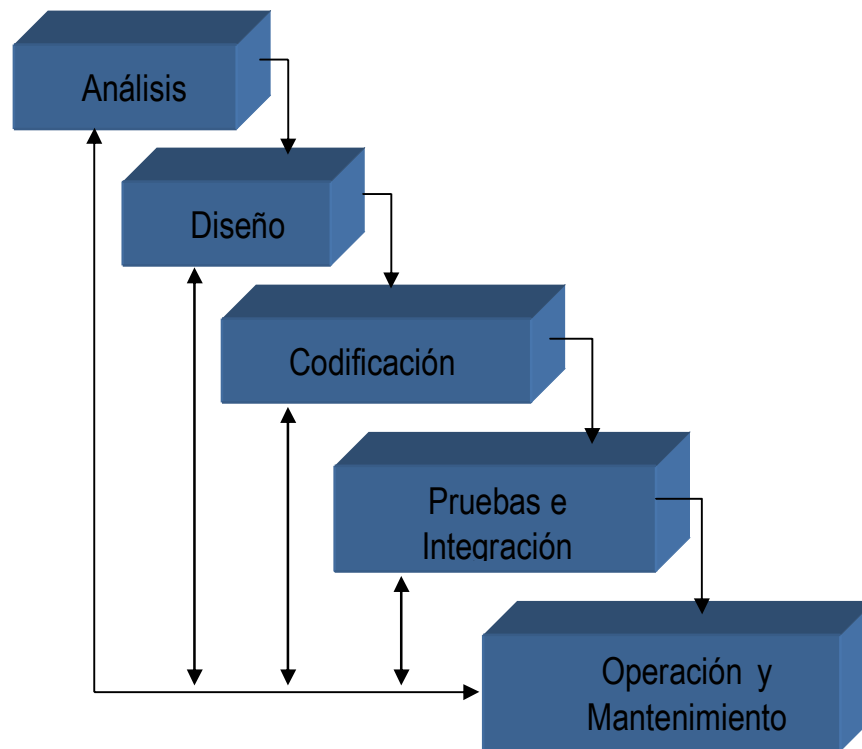 Análisis
Diseño
Codificación
Pruebas e
Integración
Operación y
Mantenimiento